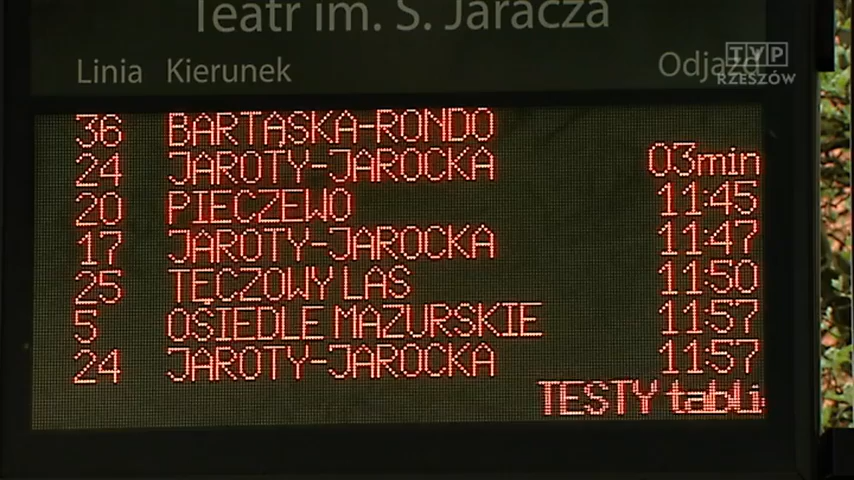 Teatr im. S. Jaracza
Linia Kierunek Odjazd
TVP
RZESZÓW
36 BARTĄSKA-RONDO
24 JAROTY-JAROCKA 03min
20 PIECZEWO 11:45
17 JAROTY-JAROCKA 11:47
25 TĘCZOWY LAS 11:50
5 OSIEDLE MAZURSKIE 11:57
24 JAROTY-JAROCKA 11:57
TESTY tabli